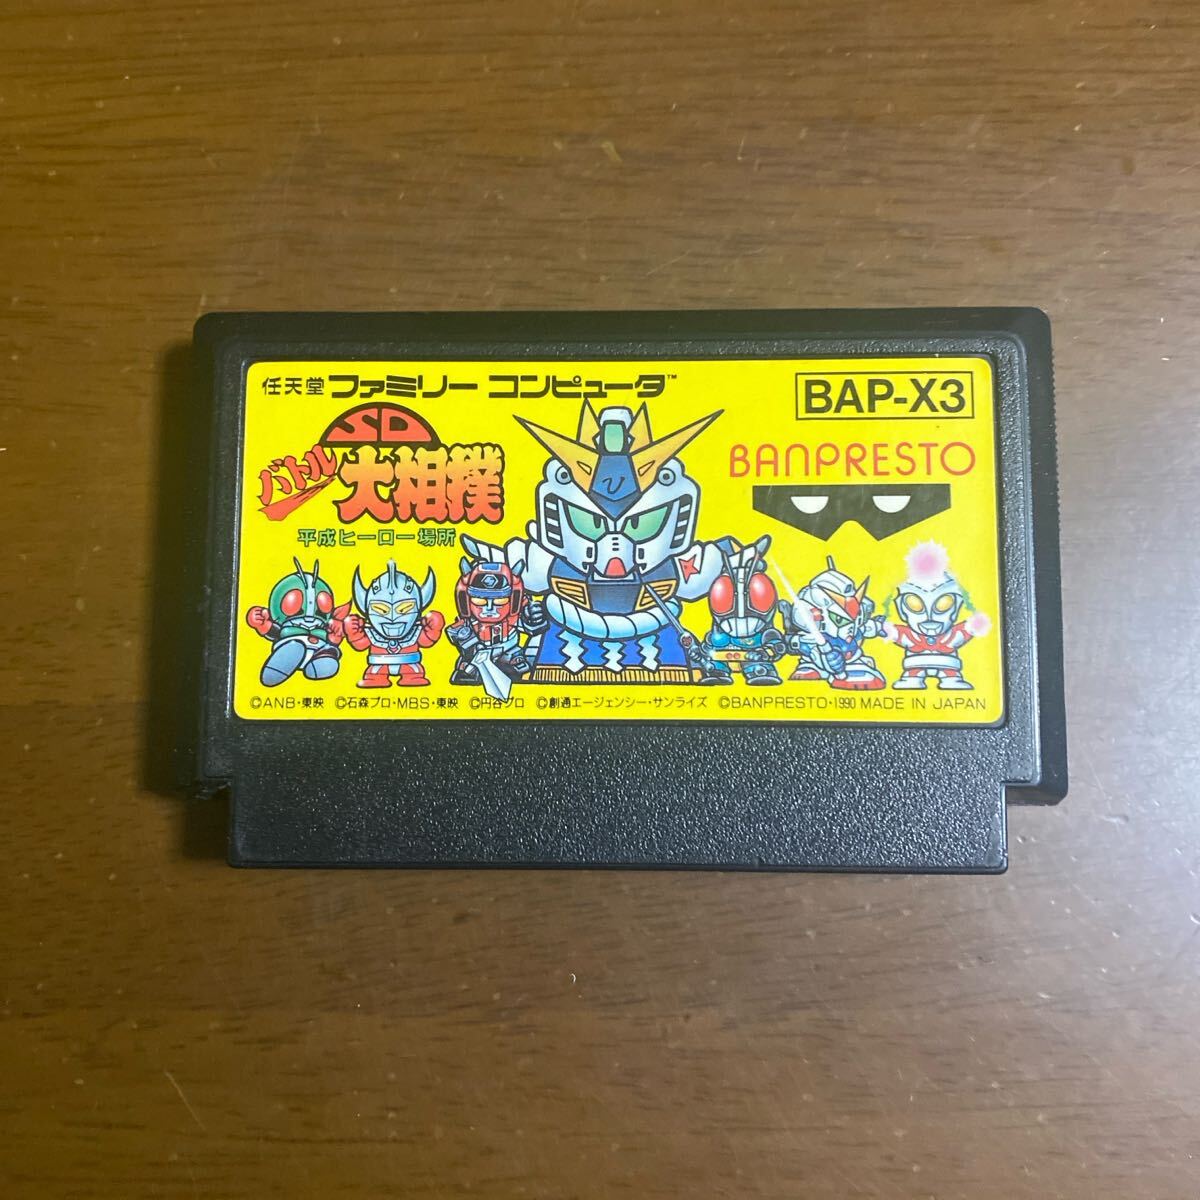 任天堂 ファミリー コンピュータ™
BAP-X3
SD
バトル
大相撲
平成ヒーロー場所
BANPRESTO
©ANB・東映 ©石森プロ・MBS・東映 ©円谷プロ ©創通エージェンシー・サンライズ ©BANPRESTO・1990 MADE IN JAPAN